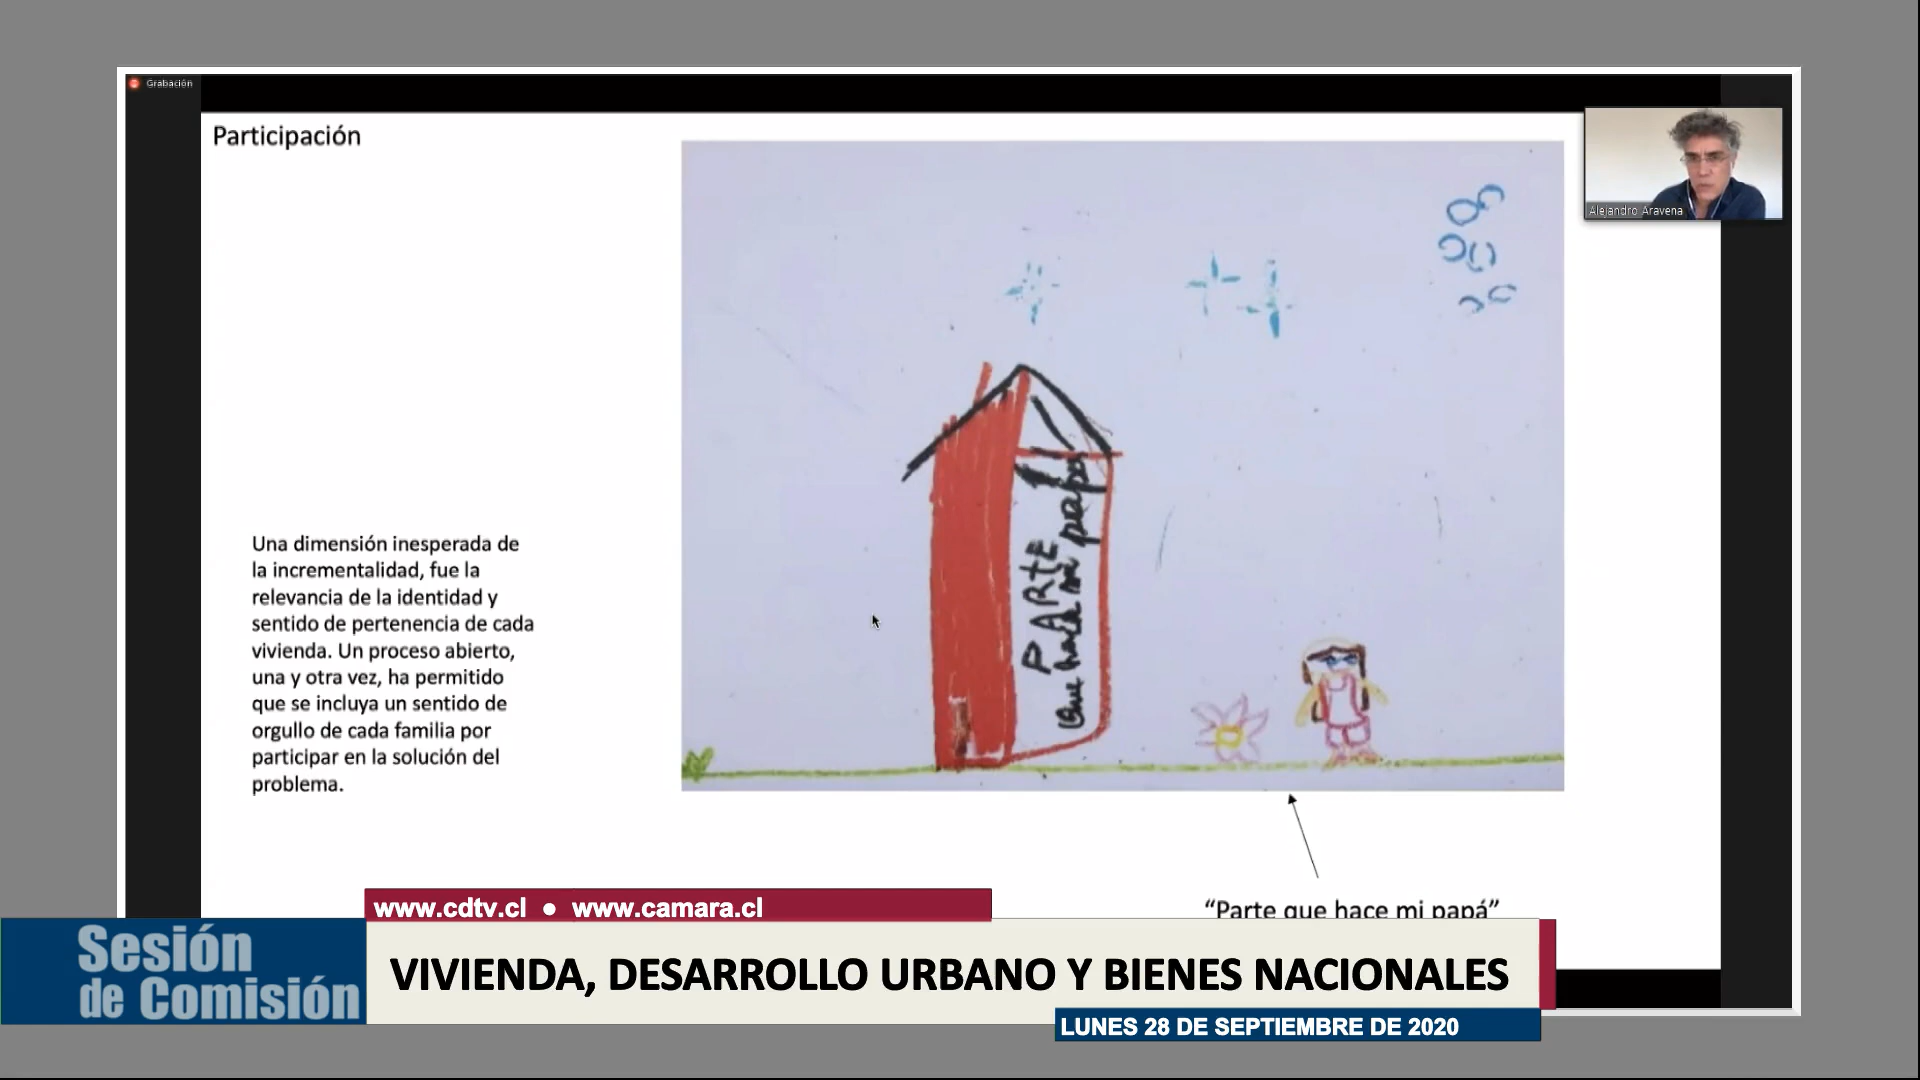 Grabación
Participación
Alejandro Aravena
PARTE
que hace mi papa
Una dimensión inesperada de
la incrementalidad, fue la
relevancia de la identidad y
sentido de pertenencia de cada
vivienda. Un proceso abierto,
una y otra vez, ha permitido
que se incluya un sentido de
orgullo de cada familia por
participar en la solución del
problema.
“Parte que hace mi papá”
www.cdtv.cl ● www.camara.cl
Sesión
de Comisión
VIVIENDA, DESARROLLO URBANO Y BIENES NACIONALES
LUNES 28 DE SEPTIEMBRE DE 2020